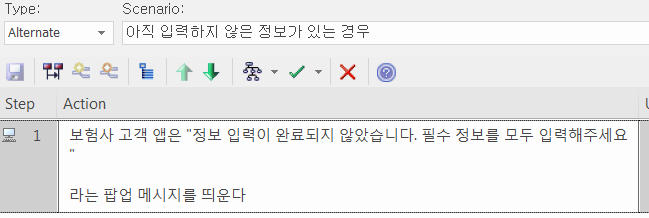 Type: Scenario:
Alternate 아직 입력하지 않은 정보가 있는 경우
Step Action
1 보험사 고객 앱은 "정보 입력이 완료되지 않았습니다. 필수 정보를 모두 입력해주세요
"
라는 팝업 메시지를 띄운다